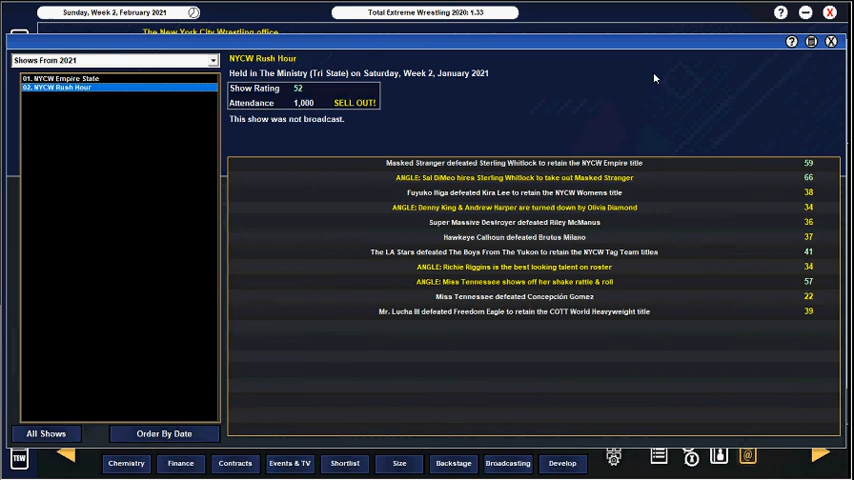 Sunday, Week 2, February 2021
Total Extreme Wrestling 2020: 1.33
The New York City Wrestling office
Shows From 2021
01. NYCW Empire State
02. NYCW Rush Hour
NYCW Rush Hour
Held in The Ministry (Tri State) on Saturday, Week 2, January 2021
Show Rating 52
Attendance 1,000 SELL OUT!
This show was not broadcast.
Masked Stranger defeated Sterling Whitlock to retain the NYCW Empire title 59
ANGLE: Sal DiMeo hires Sterling Whitlock to take out Masked Stranger 66
Fuyuko Higa defeated Kira Lee to retain the NYCW Womens title 38
ANGLE: Denny King & Andrew Harper are turned down by Olivia Diamond 34
Super Massive Destroyer defeated Riley McManus 36
Hawkeye Calhoun defeated Brutus Milano 37
The LA Stars defeated The Boys From The Yukon to retain the NYCW Tag Team titles 41
ANGLE: Richie Riggins is the best looking talent on roster 34
ANGLE: Miss Tennessee shows off her shake rattle & roll 57
Miss Tennessee defeated Concepción Gomez 22
Mr. Lucha III defeated Freedom Eagle to retain the COTT World Heavyweight title 39
All Shows
Order By Date
TEW
Chemistry
Finance
Contracts
Events & TV
Shortlist
Size
Backstage
Broadcasting
Develop